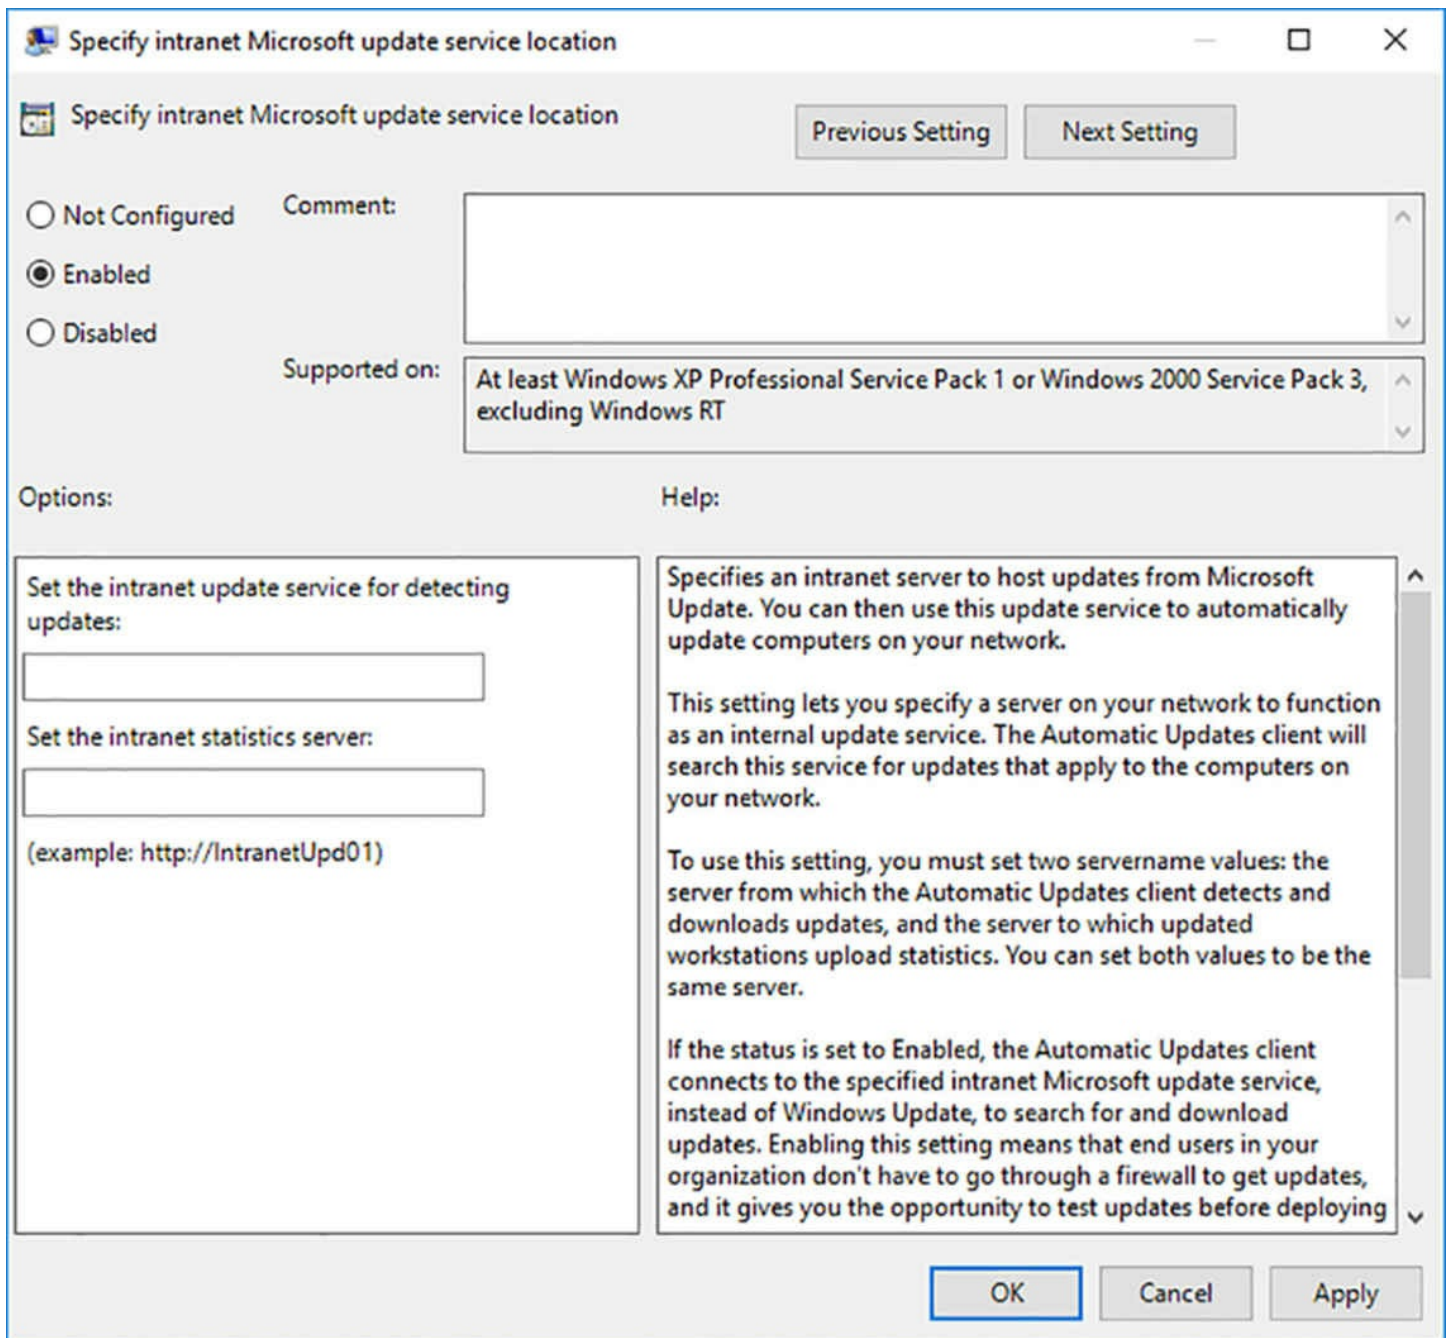 Specify intranet Microsoft update service location
Specify intranet Microsoft update service location
Previous Setting
Next Setting
Not Configured
Comment:
Enabled
Disabled
Supported on:
At least Windows XP Professional Service Pack 1 or Windows 2000 Service Pack 3,
excluding Windows RT
Options:
Help:
Set the intranet update service for detecting
updates:
Set the intranet statistics server:
(example: http://IntranetUpd01)
Specifies an intranet server to host updates from Microsoft
Update. You can then use this update service to automatically
update computers on your network.
This setting lets you specify a server on your network to function
as an internal update service. The Automatic Updates client will
search this service for updates that apply to the computers on
your network.
To use this setting, you must set two servername values: the
server from which the Automatic Updates client detects and
downloads updates, and the server to which updated
workstations upload statistics. You can set both values to be the
same server.
If the status is set to Enabled, the Automatic Updates client
connects to the specified intranet Microsoft update service,
instead of Windows Update, to search for and download
updates. Enabling this setting means that end users in your
organization don't have to go through a firewall to get updates,
and it gives you the opportunity to test updates before deploying
OK
Cancel
Apply